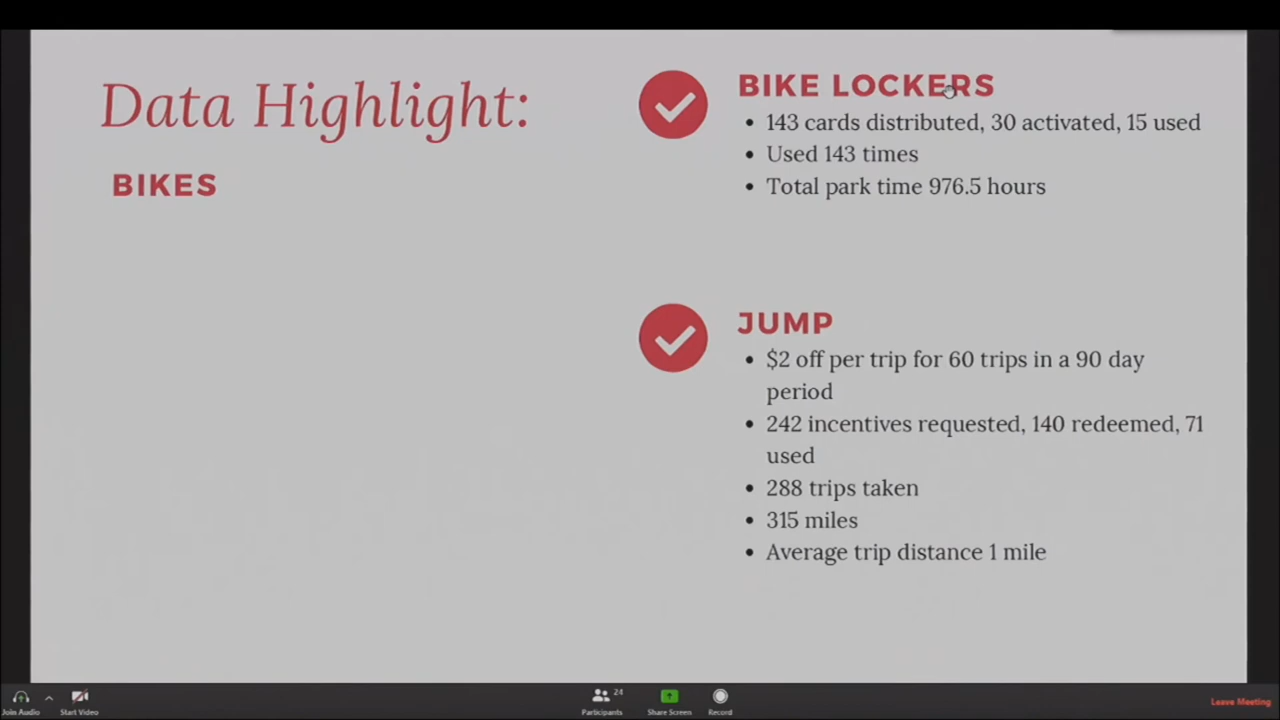 Data Highlight:
BIKES
BIKE LOCKERS
• 143 cards distributed, 30 activated, 15 used
• Used 143 times
• Total park time 976.5 hours
JUMP
• $2 off per trip for 60 trips in a 90 day
period
• 242 incentives requested, 140 redeemed, 71
used
• 288 trips taken
• 315 miles
• Average trip distance 1 mile
Join Audio
Start Video
Participants
24
Share Screen
Record
Leave Meeting